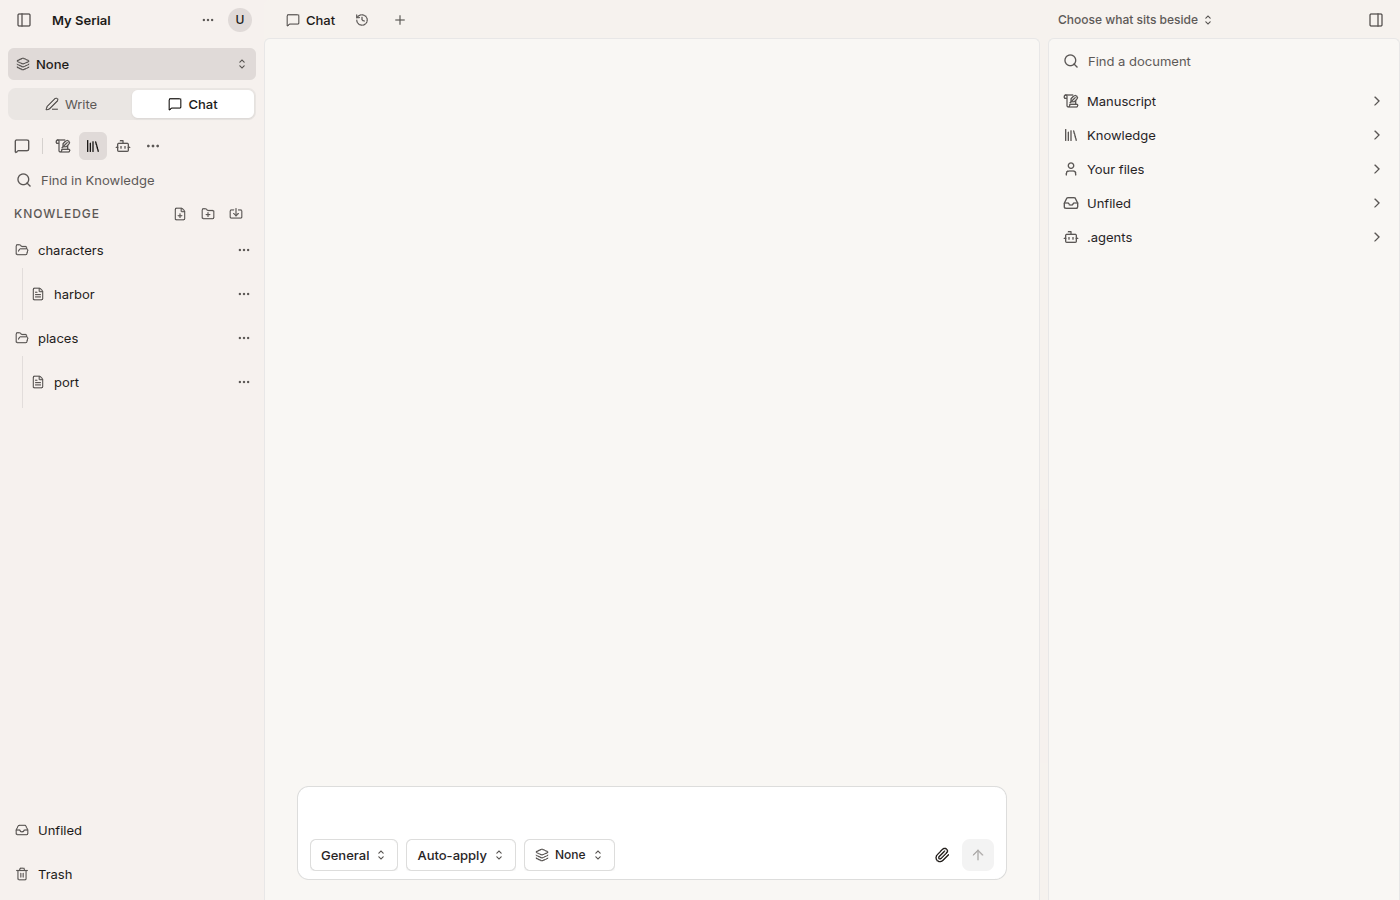 My Serial
U
None
Write
Chat
Find in Knowledge
KNOWLEDGE
characters
harbor
places
port
Unfiled
Trash
Chat
General
Auto-apply
None
Choose what sits beside
Find a document
Manuscript
Knowledge
Your files
Unfiled
.agents